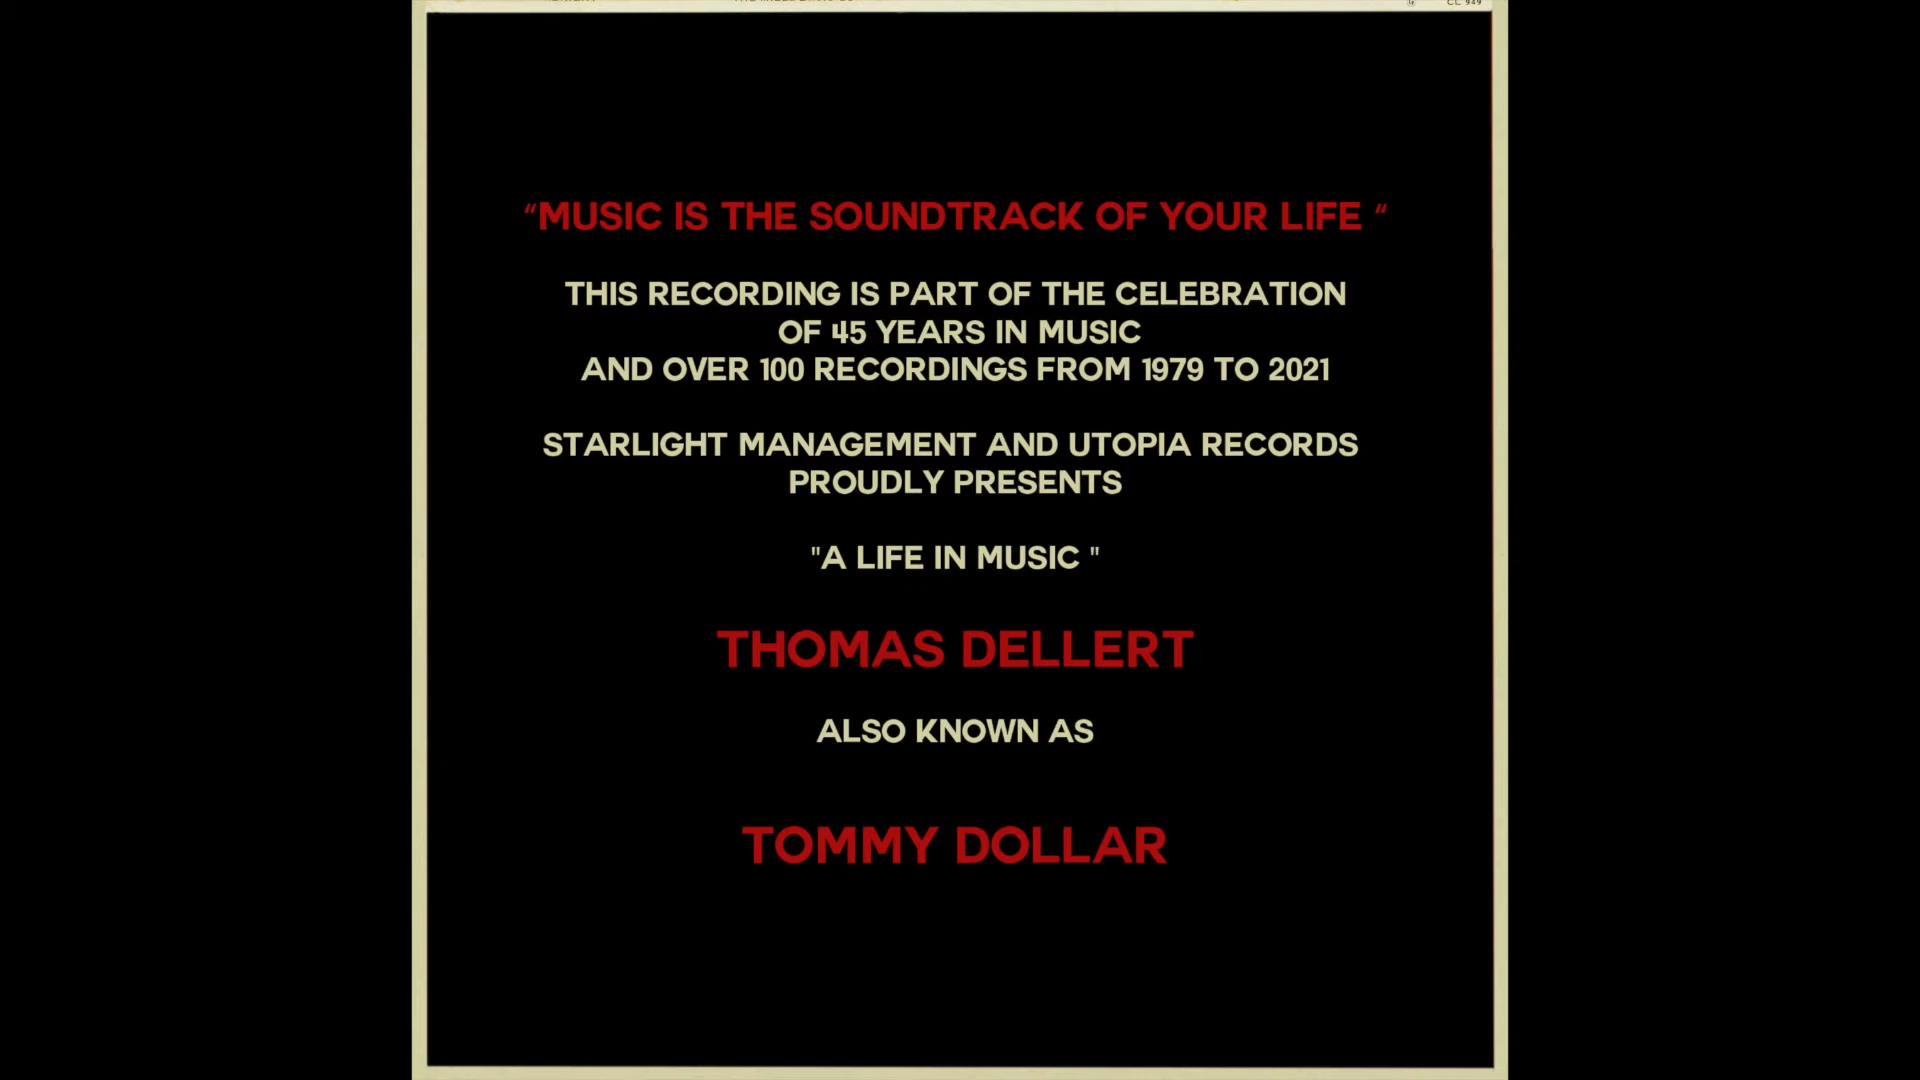 CL 949
“MUSIC IS THE SOUNDTRACK OF YOUR LIFE “
THIS RECORDING IS PART OF THE CELEBRATION
OF 45 YEARS IN MUSIC
AND OVER 100 RECORDINGS FROM 1979 TO 2021
STARLIGHT MANAGEMENT AND UTOPIA RECORDS
PROUDLY PRESENTS
"A LIFE IN MUSIC "
THOMAS DELLERT
ALSO KNOWN AS
TOMMY DOLLAR